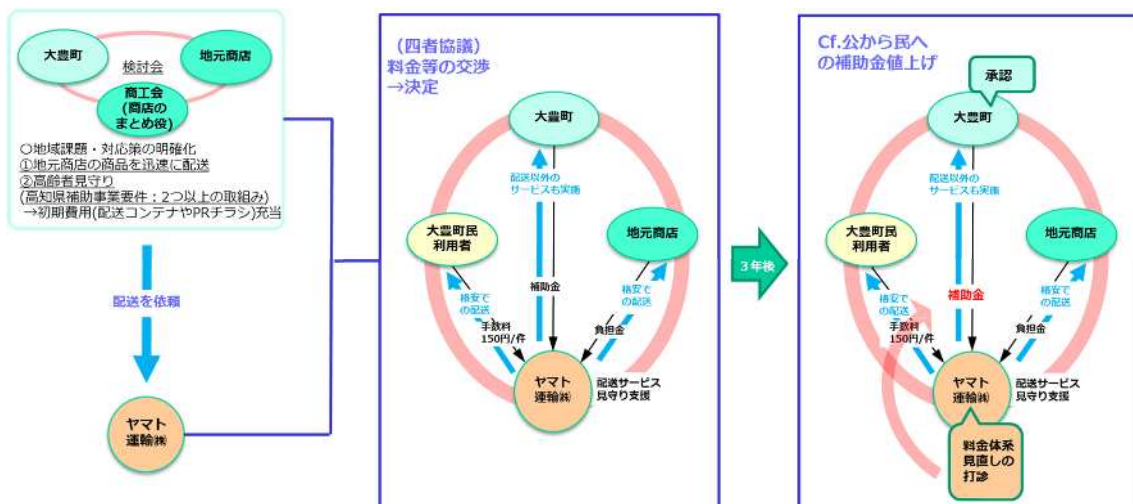 大豊町
地元商店
検討会
商工会
(商店の
まとめ役)
〇地域課題・対応策の明確化
①地元商店の商品を迅速に配送
②高齢者見守り
(高知県補助事業要件：2つ以上の取組み)
→初期費用(配送コンテナやPRチラシ)充当
配送を依頼
ヤマト
運輸㈱
(四者協議)
料金等の交渉
→決定
大豊町
配送以外の
サービスも実施
大豊町民
利用者
地元商店
格安で
の配送
補助金
格安で
の配送
手数料
150円/件
負担金
ヤマト
運輸㈱
配送サービス
見守り支援
３年後
Cf.公から民へ
の補助金値上げ
承認
大豊町
配送以外の
サービスも実施
大豊町民
利用者
地元商店
格安で
の配送
補助金
格安で
の配送
手数料
150円/件
負担金
ヤマト
運輸㈱
配送サービス
見守り支援
料金体系
見直しの
打診